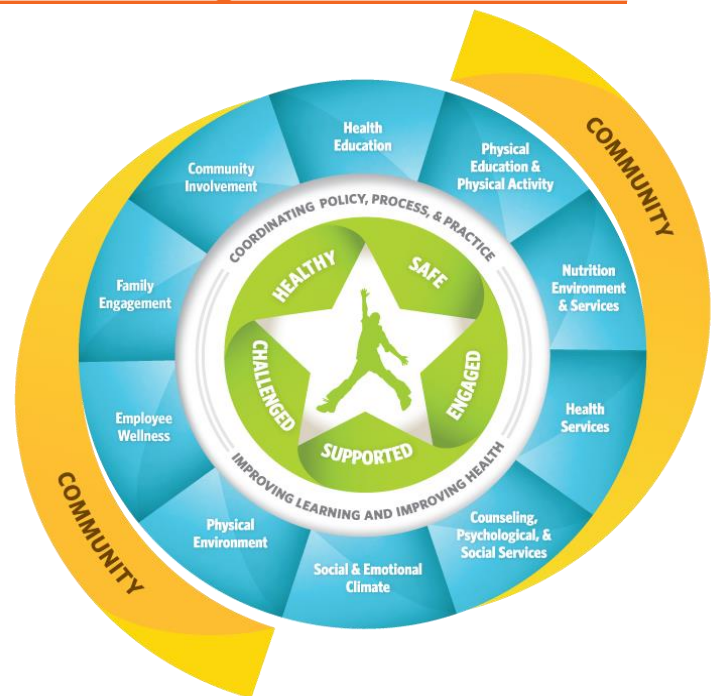 COMMUNITY
Health
Education
Physical
Education &
Physical Activity
Nutrition
Environment
& Services
Health
Services
Counseling,
Psychological, &
Social Services
Social & Emotional
Climate
Physical
Environment
Employee
Wellness
Family
Engagement
Community
Involvement
COORDINATING POLICY, PROCESS, & PRACTICE
HEALTHY
SAFE
ENGAGED
SUPPORTED
CHALLENGED
IMPROVING LEARNING AND IMPROVING HEALTH
COMMUNITY